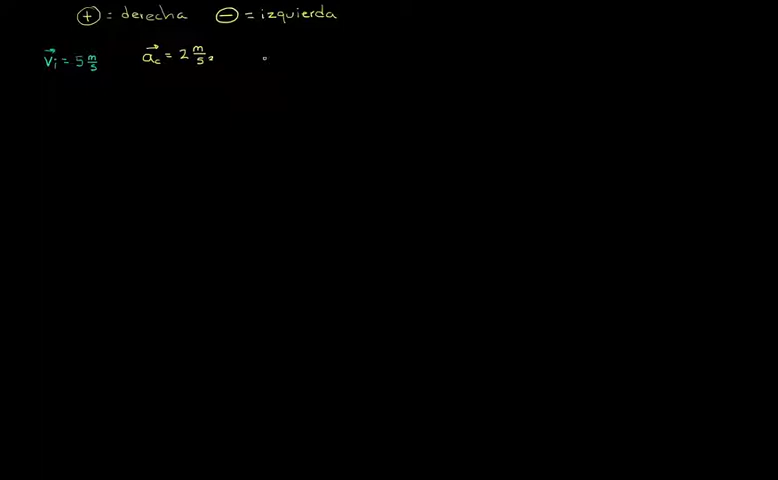 ⊕ = derecha ⊖ = izquierda
v⃗ᵢ = 5 m/s a⃗c = 2 m/s²